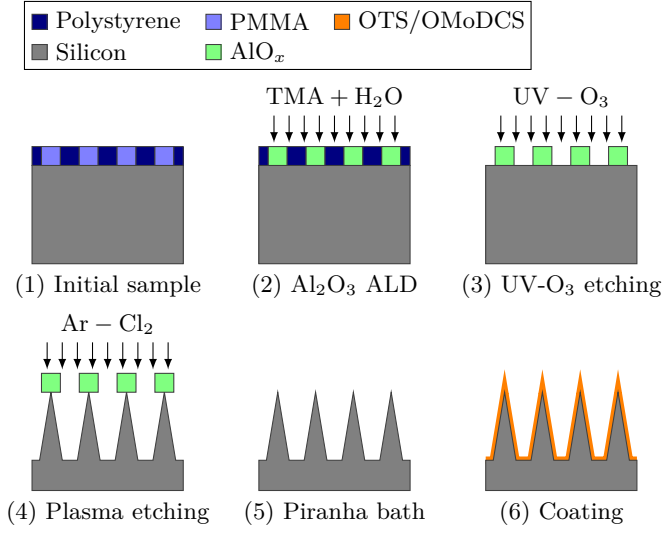 Polystyrene PMMA OTS/OMoDCS
Silicon AlOₓ
TMA + H₂O UV − O₃
(1) Initial sample (2) Al₂O₃ ALD (3) UV-O₃ etching
Ar − Cl₂
(4) Plasma etching (5) Piranha bath (6) Coating